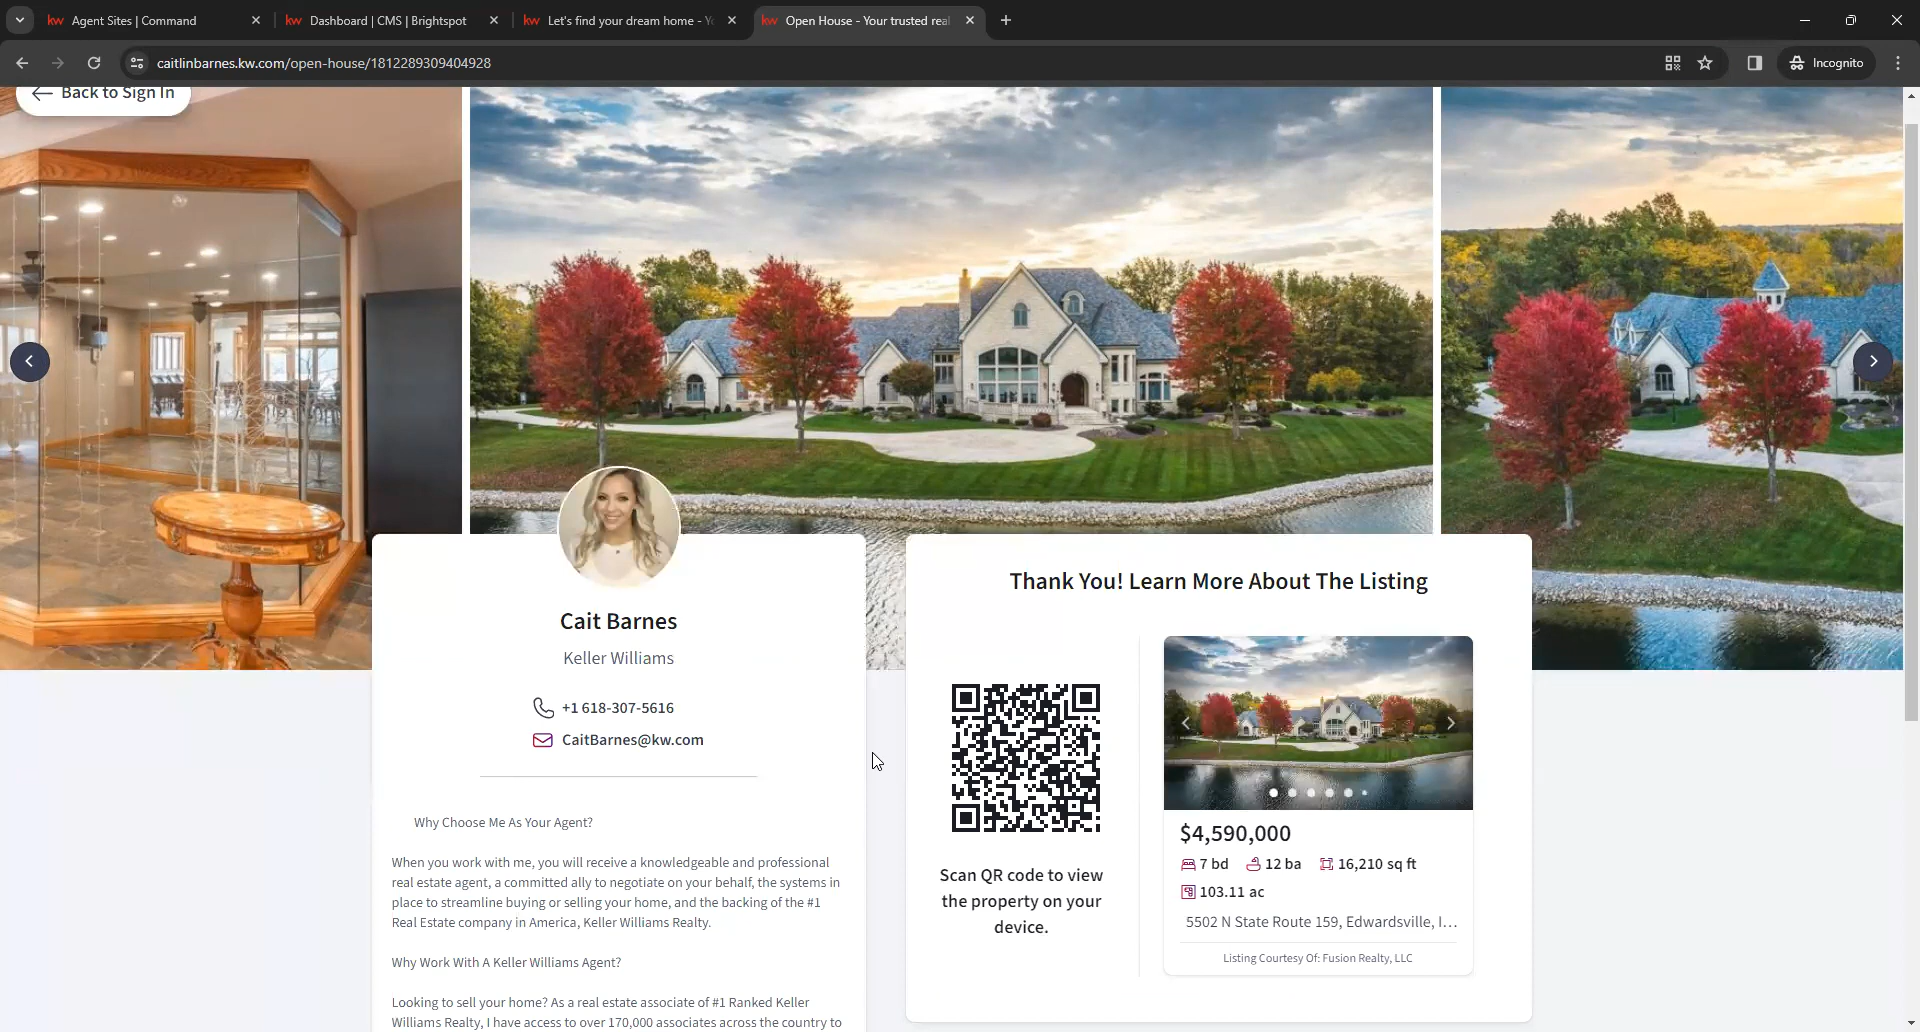 kw Agent Sites | Command
kw Dashboard | CMS | Brightspot
kw Let's find your dream home -
kw Open House - Your trusted rea
caitlinbarnes.kw.com/open-house/1812289309404928
Incognito
Back to Sign In
Cait Barnes
Keller Williams
+1 618-307-5616
CaitBarnes@kw.com
Why Choose Me As Your Agent?
When you work with me, you will receive a knowledgeable and professional
real estate agent, a committed ally to negotiate on your behalf, the systems in
place to streamline buying or selling your home, and the backing of the #1
Real Estate company in America, Keller Williams Realty.
Why Work With A Keller Williams Agent?
Looking to sell your home? As a real estate associate of #1 Ranked Keller
Williams Realty, I have access to over 170,000 associates across the country to
Thank You! Learn More About The Listing
Scan QR code to view
the property on your
device.
$4,590,000
7 bd 12 ba 16,210 sq ft
103.11 ac
5502 N State Route 159, Edwardsville, I...
Listing Courtesy Of: Fusion Realty, LLC